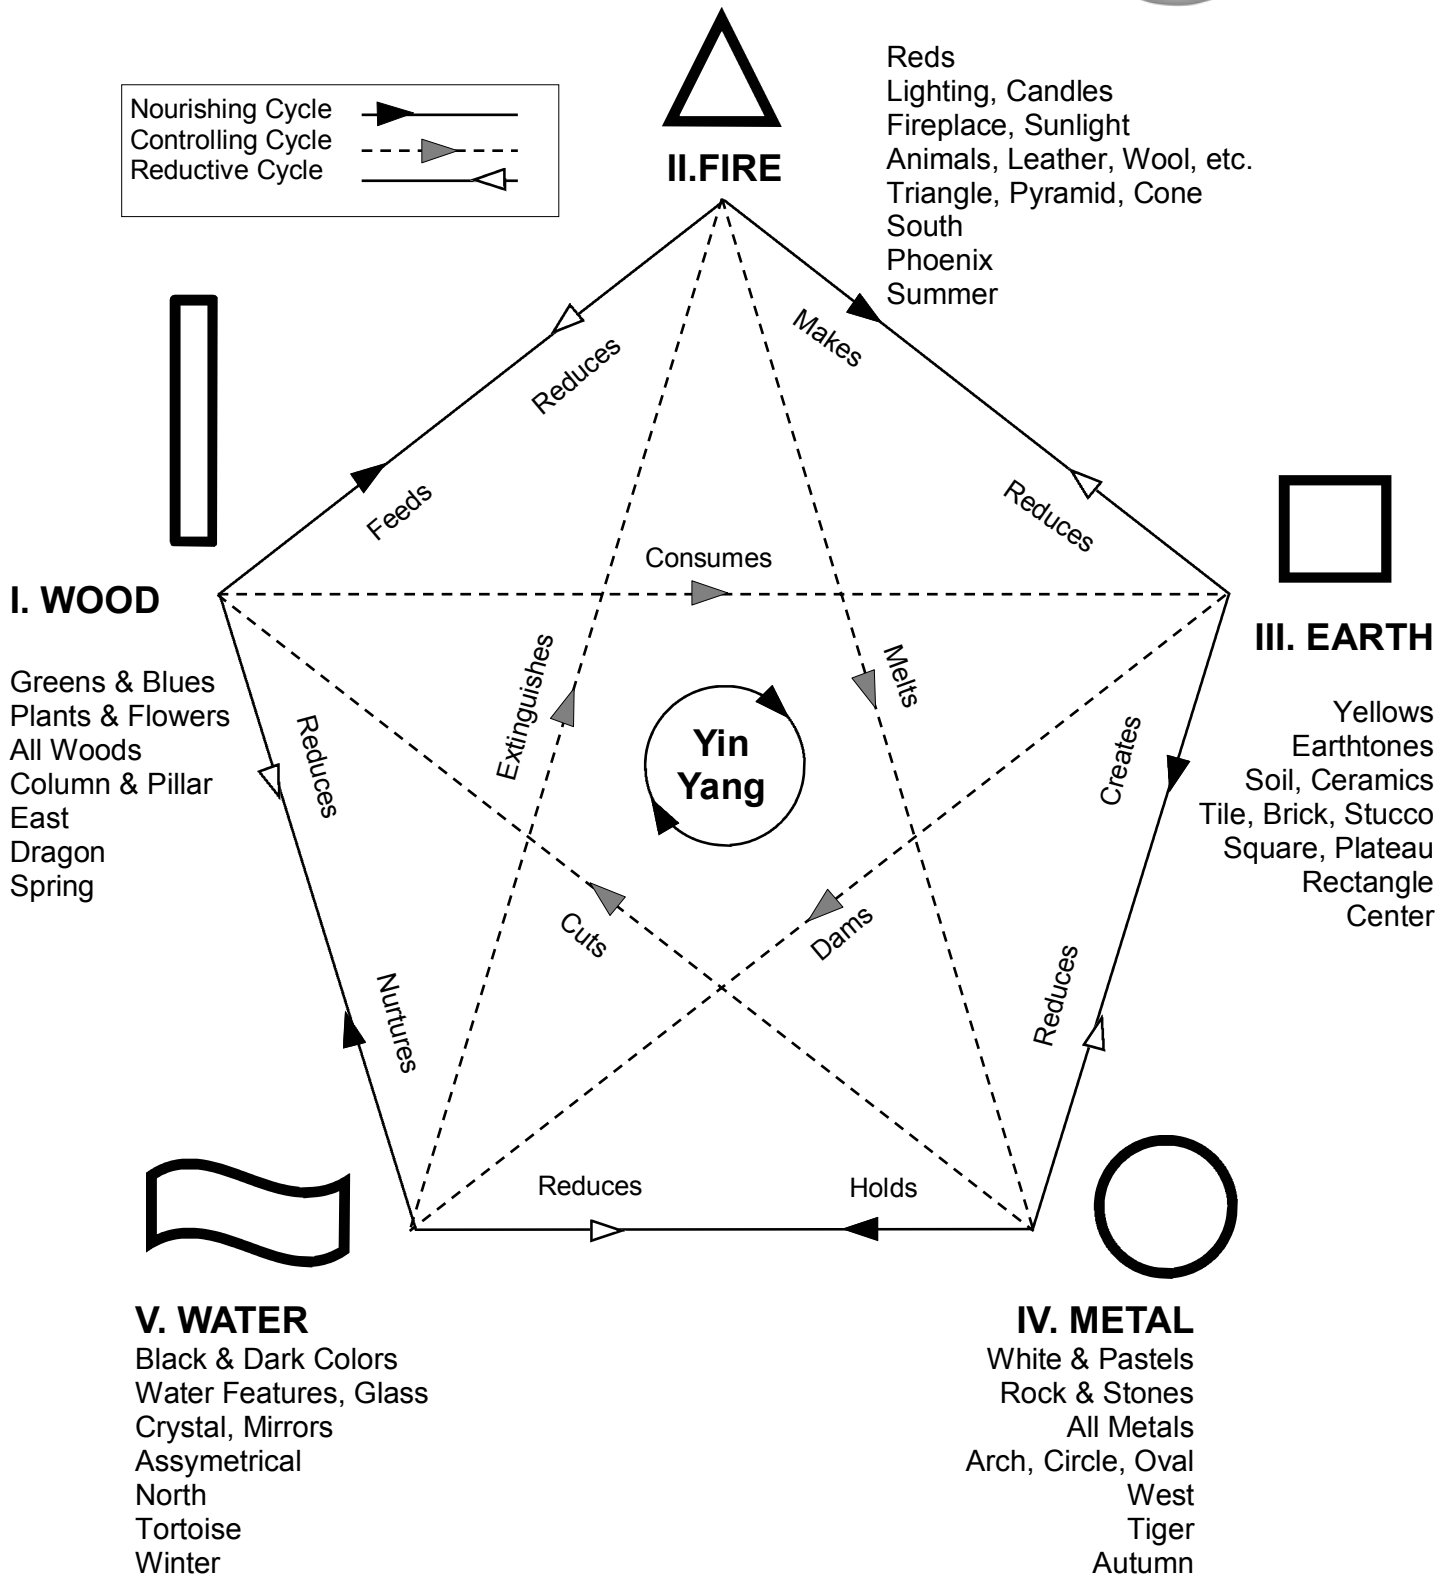 Nourishing Cycle
Controlling Cycle
Reductive Cycle
II.FIRE
Reds
Lighting, Candles
Fireplace, Sunlight
Animals, Leather, Wool, etc.
Triangle, Pyramid, Cone
South
Phoenix
Summer
Reduces
Makes
Feeds
Reduces
Consumes
I. WOOD
Greens & Blues
Plants & Flowers
All Woods
Column & Pillar
East
Dragon
Spring
III. EARTH
Yellows
Earthtones
Soil, Ceramics
Tile, Brick, Stucco
Square, Plateau
Rectangle
Center
Extinguishes
Melts
Reduces
Yin
Yang
Creates
Cuts
Dams
Nurtures
Reduces
Reduces
Holds
V. WATER
Black & Dark Colors
Water Features, Glass
Crystal, Mirrors
Assymetrical
North
Tortoise
Winter
IV. METAL
White & Pastels
Rock & Stones
All Metals
Arch, Circle, Oval
West
Tiger
Autumn